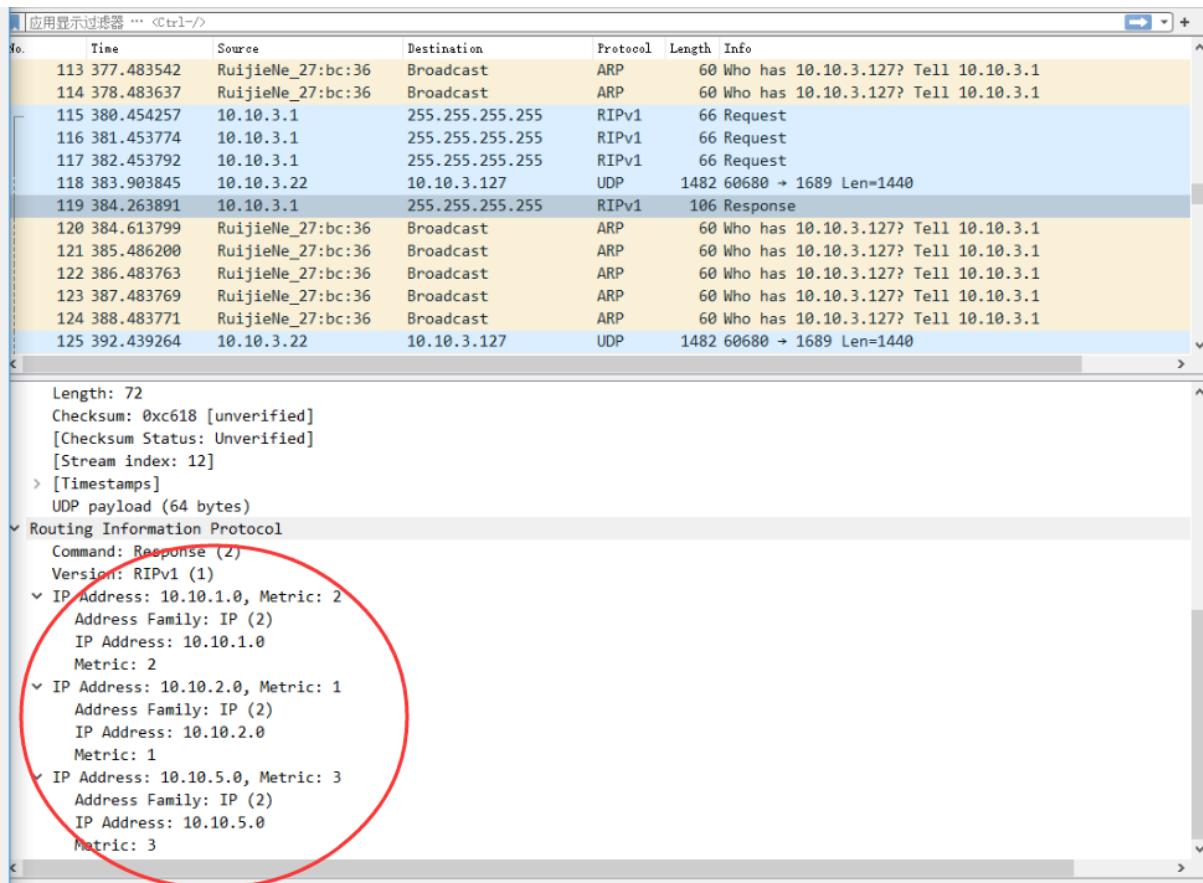 应用显示过滤器 … <Ctrl-/>
No. Time Source Destination Protocol Length Info
113 377.483542 RuijieNe_27:bc:36 Broadcast ARP 60 Who has 10.10.3.127? Tell 10.10.3.1
114 378.483637 RuijieNe_27:bc:36 Broadcast ARP 60 Who has 10.10.3.127? Tell 10.10.3.1
115 380.454257 10.10.3.1 255.255.255.255 RIPv1 66 Request
116 381.453774 10.10.3.1 255.255.255.255 RIPv1 66 Request
117 382.453792 10.10.3.1 255.255.255.255 RIPv1 66 Request
118 383.903845 10.10.3.22 10.10.3.127 UDP 1482 60680 → 1689 Len=1440
119 384.263891 10.10.3.1 255.255.255.255 RIPv1 106 Response
120 384.613799 RuijieNe_27:bc:36 Broadcast ARP 60 Who has 10.10.3.127? Tell 10.10.3.1
121 385.486200 RuijieNe_27:bc:36 Broadcast ARP 60 Who has 10.10.3.127? Tell 10.10.3.1
122 386.483763 RuijieNe_27:bc:36 Broadcast ARP 60 Who has 10.10.3.127? Tell 10.10.3.1
123 387.483769 RuijieNe_27:bc:36 Broadcast ARP 60 Who has 10.10.3.127? Tell 10.10.3.1
124 388.483771 RuijieNe_27:bc:36 Broadcast ARP 60 Who has 10.10.3.127? Tell 10.10.3.1
125 392.439264 10.10.3.22 10.10.3.127 UDP 1482 60680 → 1689 Len=1440
Length: 72
Checksum: 0xc618 [unverified]
[Checksum Status: Unverified]
[Stream index: 12]
[Timestamps]
UDP payload (64 bytes)
Routing Information Protocol
Command: Response (2)
Version: RIPv1 (1)
IP Address: 10.10.1.0, Metric: 2
Address Family: IP (2)
IP Address: 10.10.1.0
Metric: 2
IP Address: 10.10.2.0, Metric: 1
Address Family: IP (2)
IP Address: 10.10.2.0
Metric: 1
IP Address: 10.10.5.0, Metric: 3
Address Family: IP (2)
IP Address: 10.10.5.0
Metric: 3